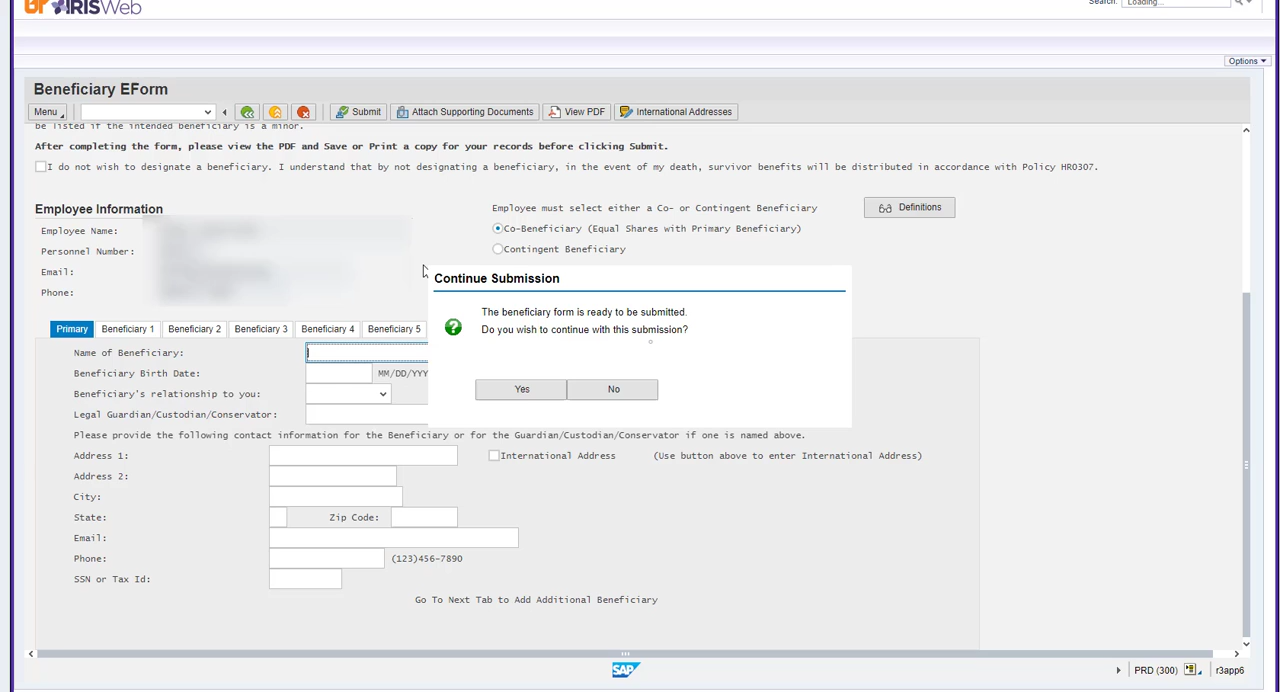 UT IRIS Web
Search: Loading...
Options
Beneficiary EForm
Menu Submit Attach Supporting Documents View PDF International Addresses
be listed if the intended beneficiary is a minor.
After completing the form, please view the PDF and Save or Print a copy for your records before clicking Submit.
I do not wish to designate a beneficiary. I understand that by not designating a beneficiary, in the event of my death, survivor benefits will be distributed in accordance with Policy HR0307.
Employee Information
Employee must select either a Co- or Contingent Beneficiary
Definitions
Employee Name:
Co-Beneficiary (Equal Shares with Primary Beneficiary)
Personnel Number:
Contingent Beneficiary
Email:
Phone:
Continue Submission
The beneficiary form is ready to be submitted.
Do you wish to continue with this submission?
Yes No
Primary Beneficiary 1 Beneficiary 2 Beneficiary 3 Beneficiary 4 Beneficiary 5
Name of Beneficiary:
Beneficiary Birth Date: MM/DD/YYY
Beneficiary's relationship to you:
Legal Guardian/Custodian/Conservator:
Please provide the following contact information for the Beneficiary or for the Guardian/Custodian/Conservator if one is named above.
Address 1: International Address (Use button above to enter International Address)
Address 2:
City:
State: Zip Code:
Email:
Phone: (123)456-7890
SSN or Tax Id:
Go To Next Tab to Add Additional Beneficiary
SAP
PRD (300) r3app6